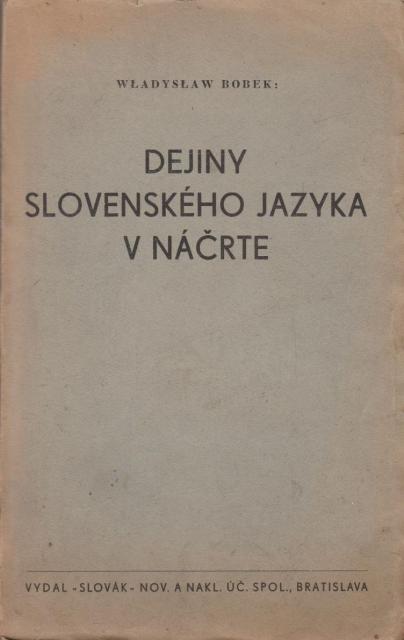 WŁADYSŁAW BOBEK:
DEJINY
SLOVENSKÉHO JAZYKA
V NÁČRTE
VYDAL „SLOVÁK“ NOV. A NAKL. ÚČ. SPOL., BRATISLAVA